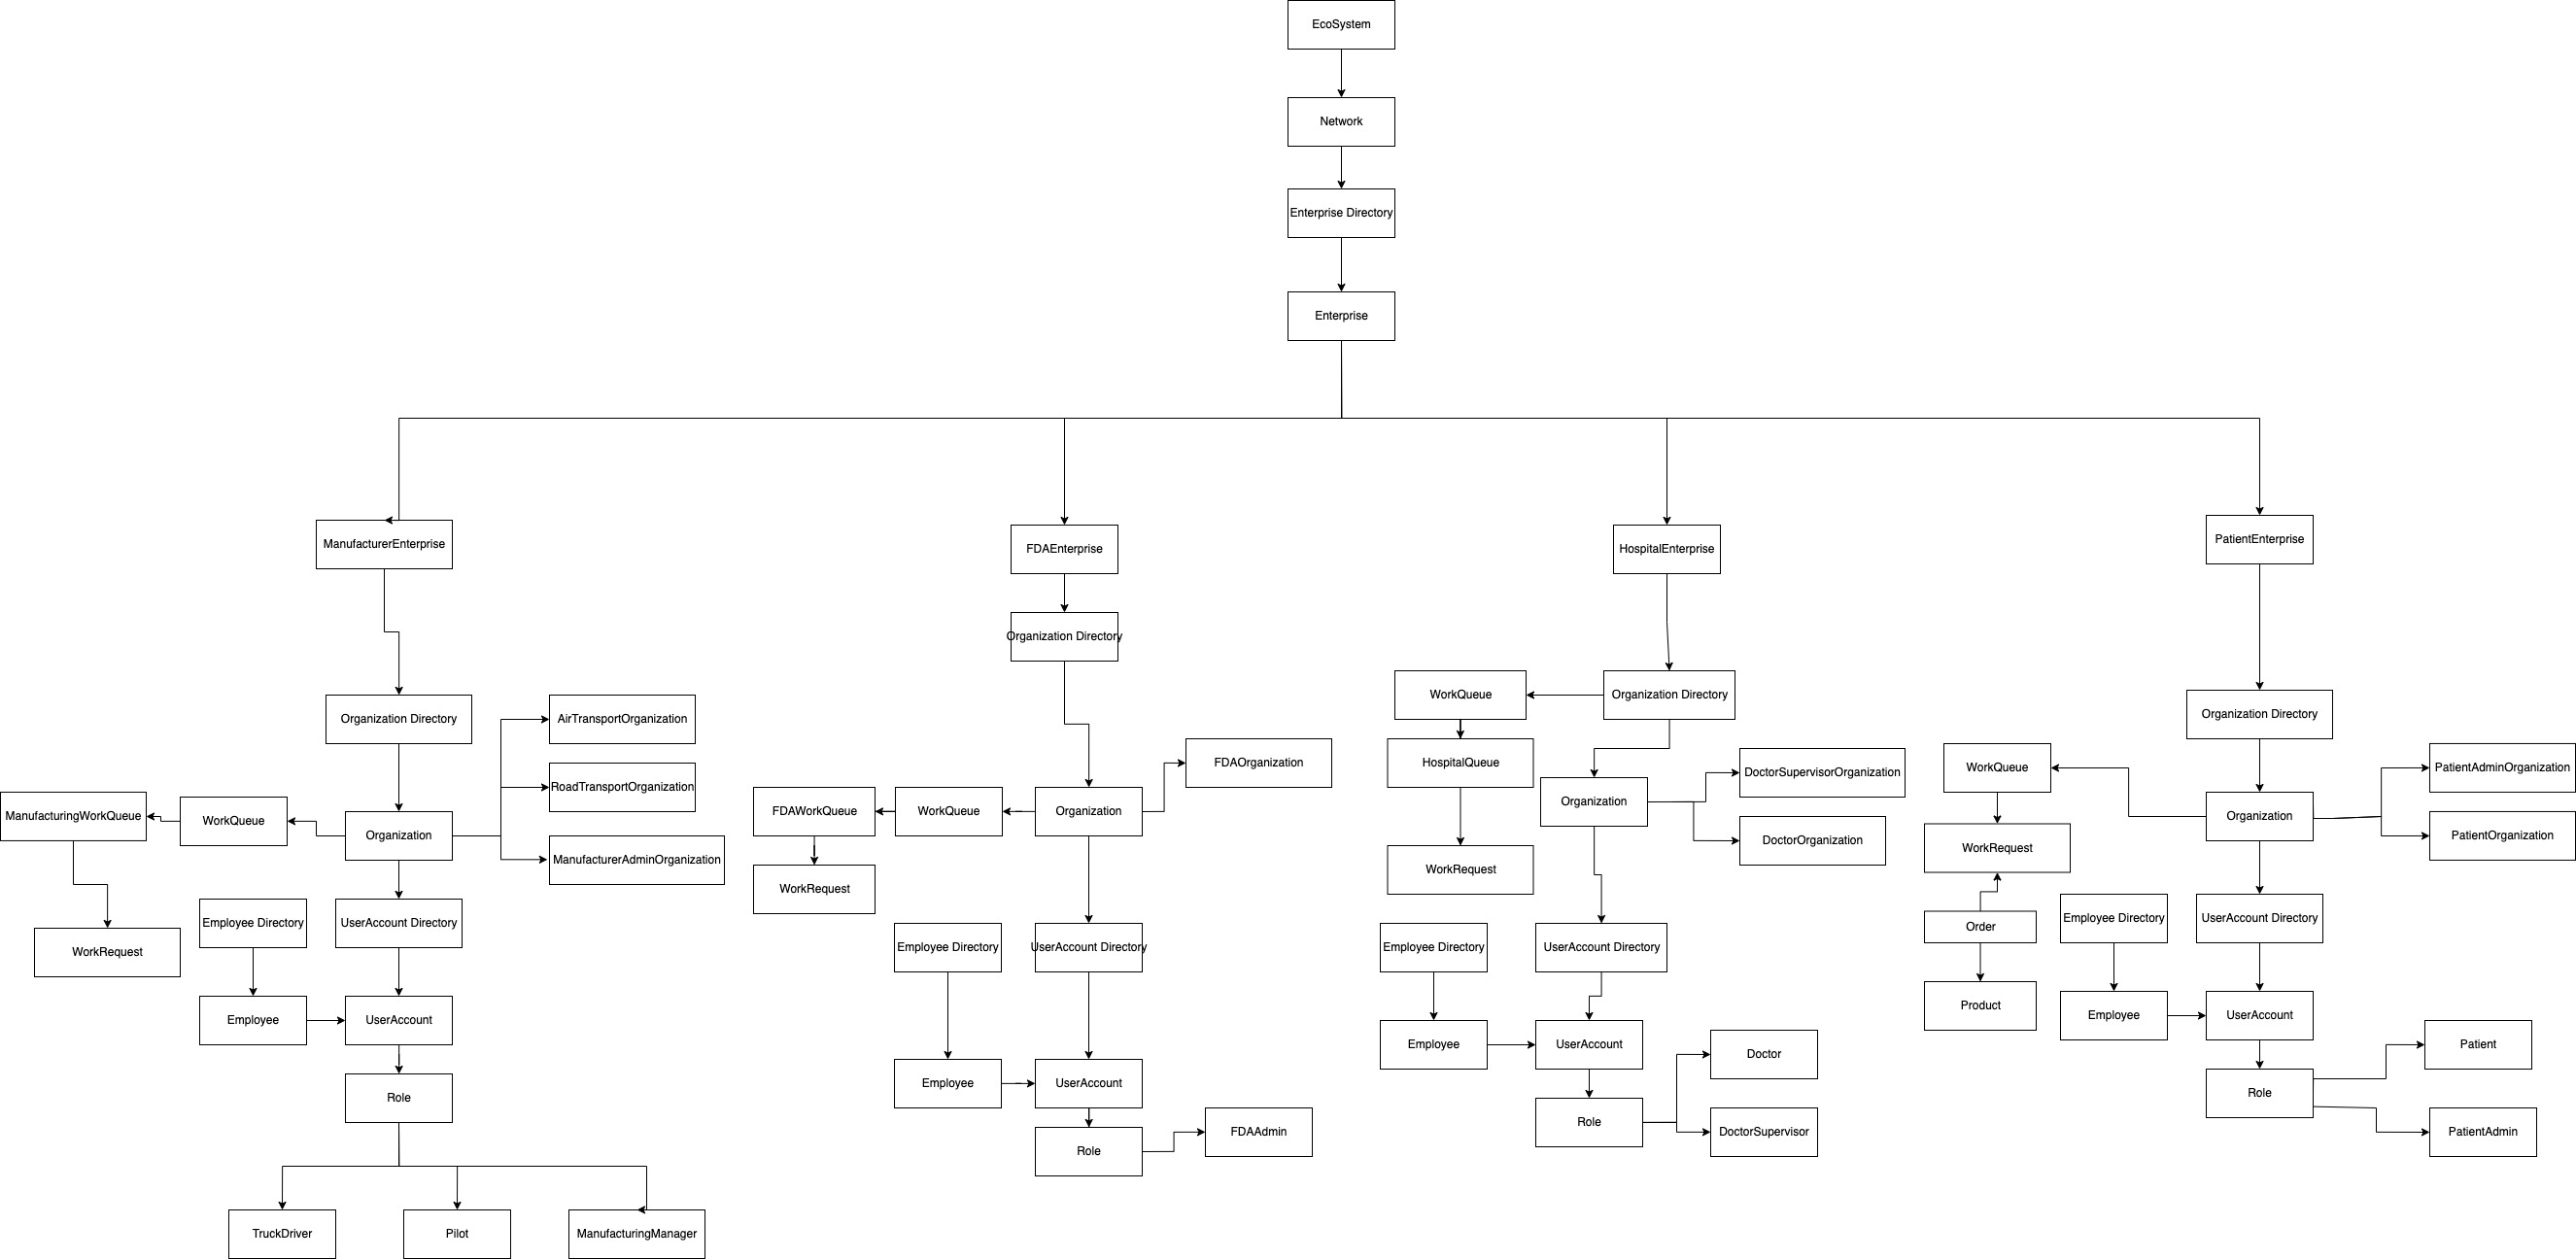 EcoSystem
Network
Enterprise Directory
Enterprise
ManufacturerEnterprise
FDAEnterprise
HospitalEnterprise
PatientEnterprise
Organization Directory
Organization Directory
Organization Directory
Organization Directory
AirTransportOrganization
RoadTransportOrganization
ManufacturerAdminOrganization
ManufacturingWorkQueue
WorkQueue
Organization
WorkRequest
Employee Directory
UserAccount Directory
Employee
UserAccount
Role
TruckDriver
Pilot
ManufacturingManager
FDAOrganization
FDAWorkQueue
WorkQueue
Organization
WorkRequest
Employee Directory
UserAccount Directory
Employee
UserAccount
Role
FDAAdmin
WorkQueue
HospitalQueue
WorkRequest
Organization
DoctorSupervisorOrganization
DoctorOrganization
Employee Directory
UserAccount Directory
Employee
UserAccount
Role
Doctor
DoctorSupervisor
WorkQueue
WorkRequest
Order
Product
Organization
PatientAdminOrganization
PatientOrganization
Employee Directory
UserAccount Directory
Employee
UserAccount
Role
Patient
PatientAdmin